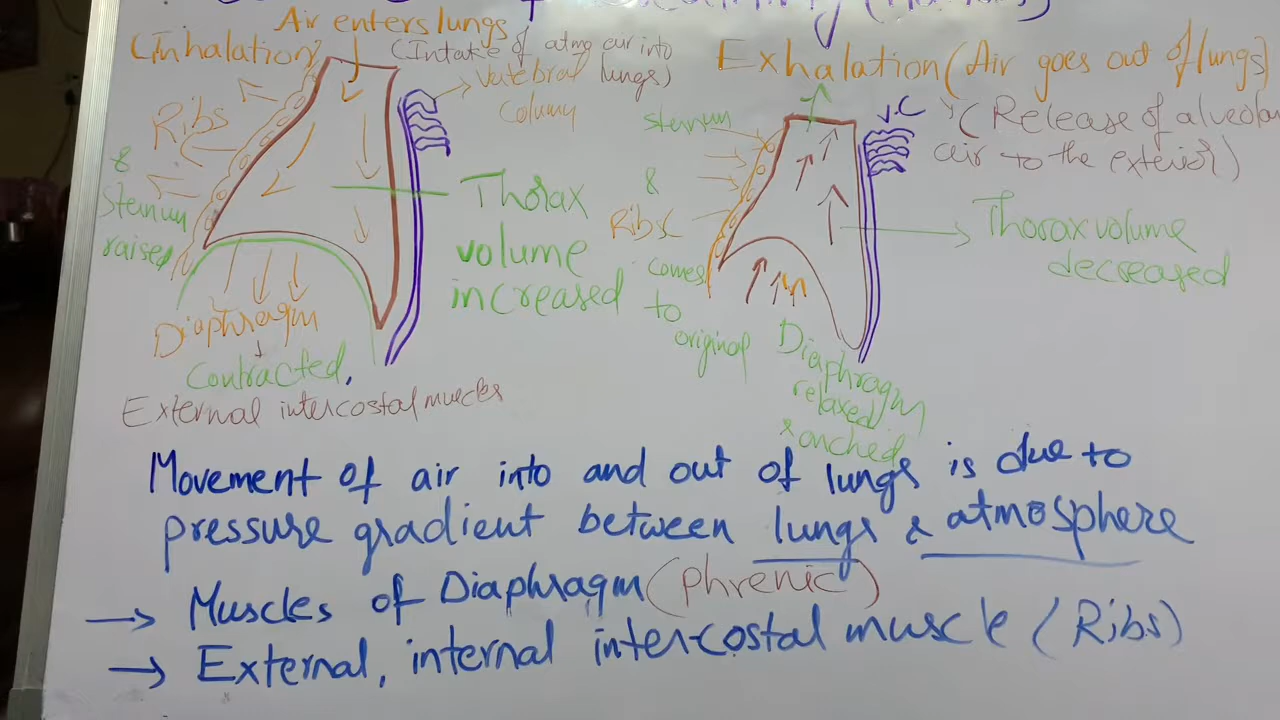 Air enters lungs
(Inhalation)
(Intake of atmo air into
lungs)
Vatebral
column
Ribs
&
Sternum
raised
Thorax
volume
increased
Diaphragm
Contracted,
External intercostal muscles
Exhalation (Air goes out of lungs)
V.C
(Release of alveolar
air to the exterior)
sternum
&
Ribs
comes
to
original
Thorax volume
decreased
Diaphragm
relaxed
& arched
Movement of air into and out of lungs is due to
pressure gradient between lungs & atmosphere
→ Muscles of Diaphragm (phrenic)
→ External, internal intercostal muscle (Ribs)